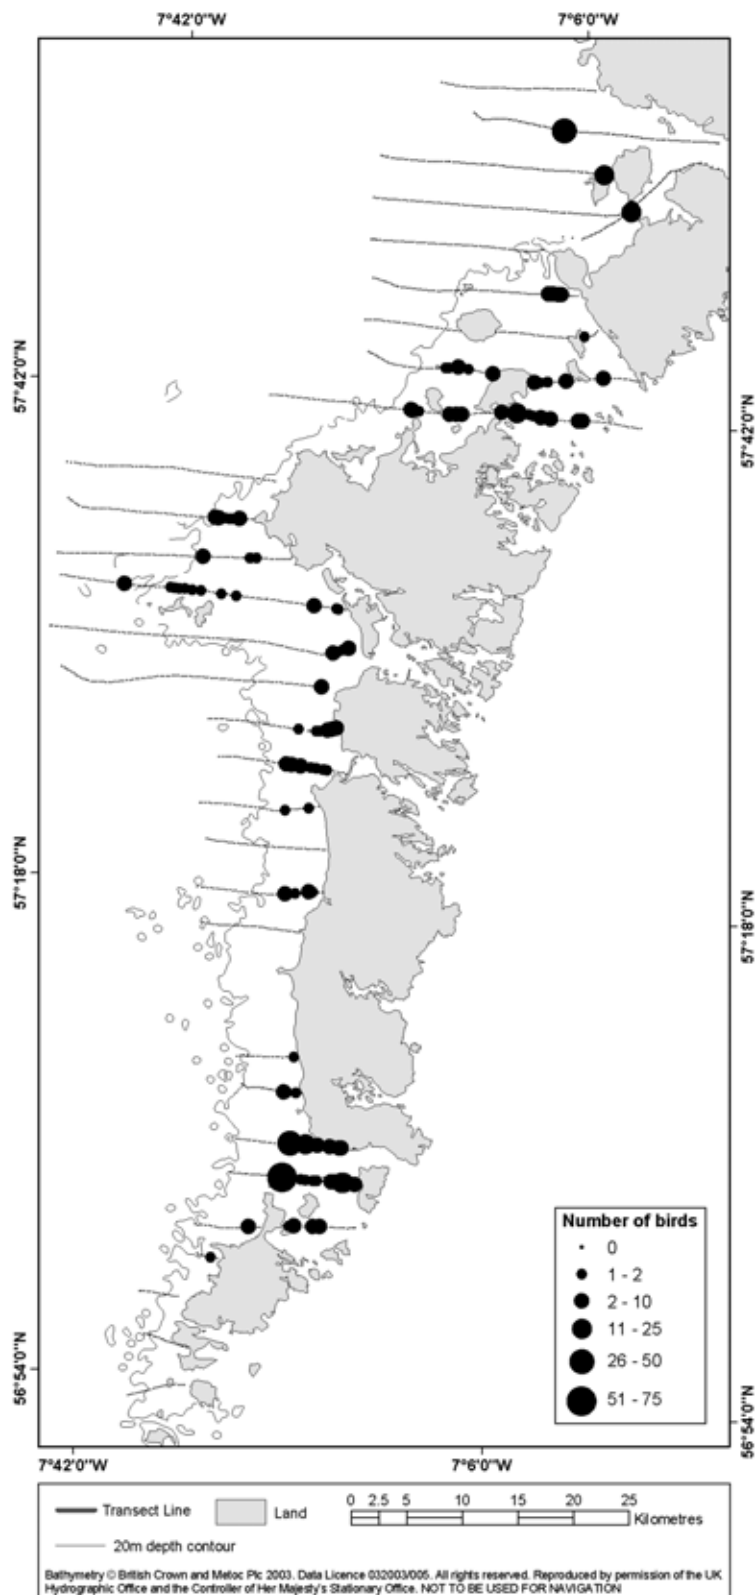 7°42'0"W 7°6'0"W
57°42'0"N
57°42'0"N
57°18'0"N
57°18'0"N
Number of birds
0
1 - 2
2 - 10
11 - 25
26 - 50
51 - 75
56°54'0"N
56°54'0"N
7°42'0"W 7°6'0"W
Transect Line Land 0 2.5 5 10 15 20 25 Kilometres
20m depth contour
Bathymetry © British Crown and Metoc Plc 2003. Data Licence 032003/005. All rights reserved. Reproduced by permission of the UK
Hydrographic Office and the Controller of Her Majesty's Stationary Office. NOT TO BE USED FOR NAVIGATION